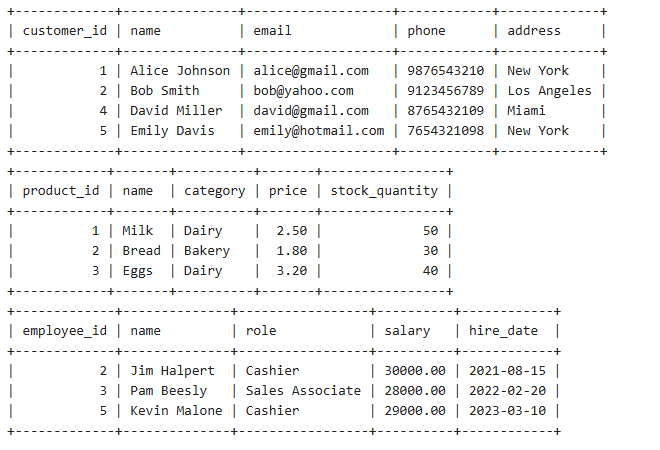 +-------------+---------------+-------------------+------------+-------------+
| customer_id | name          | email             | phone      | address     |
+-------------+---------------+-------------------+------------+-------------+
|           1 | Alice Johnson | alice@gmail.com   | 9876543210 | New York    |
|           2 | Bob Smith     | bob@yahoo.com     | 9123456789 | Los Angeles |
|           4 | David Miller  | david@gmail.com   | 8765432109 | Miami       |
|           5 | Emily Davis   | emily@hotmail.com | 7654321098 | New York    |
+-------------+---------------+-------------------+------------+-------------+
+------------+-------+----------+-------+----------------+
| product_id | name  | category | price | stock_quantity |
+------------+-------+----------+-------+----------------+
|          1 | Milk  | Dairy    |  2.50 |             50 |
|          2 | Bread | Bakery   |  1.80 |             30 |
|          3 | Eggs  | Dairy    |  3.20 |             40 |
+------------+-------+----------+-------+----------------+
+-------------+--------------+-----------------+----------+------------+
| employee_id | name         | role            | salary   | hire_date  |
+-------------+--------------+-----------------+----------+------------+
|           2 | Jim Halpert  | Cashier         | 30000.00 | 2021-08-15 |
|           3 | Pam Beesly   | Sales Associate | 28000.00 | 2022-02-20 |
|           5 | Kevin Malone | Cashier         | 29000.00 | 2023-03-10 |
+-------------+--------------+-----------------+----------+------------+